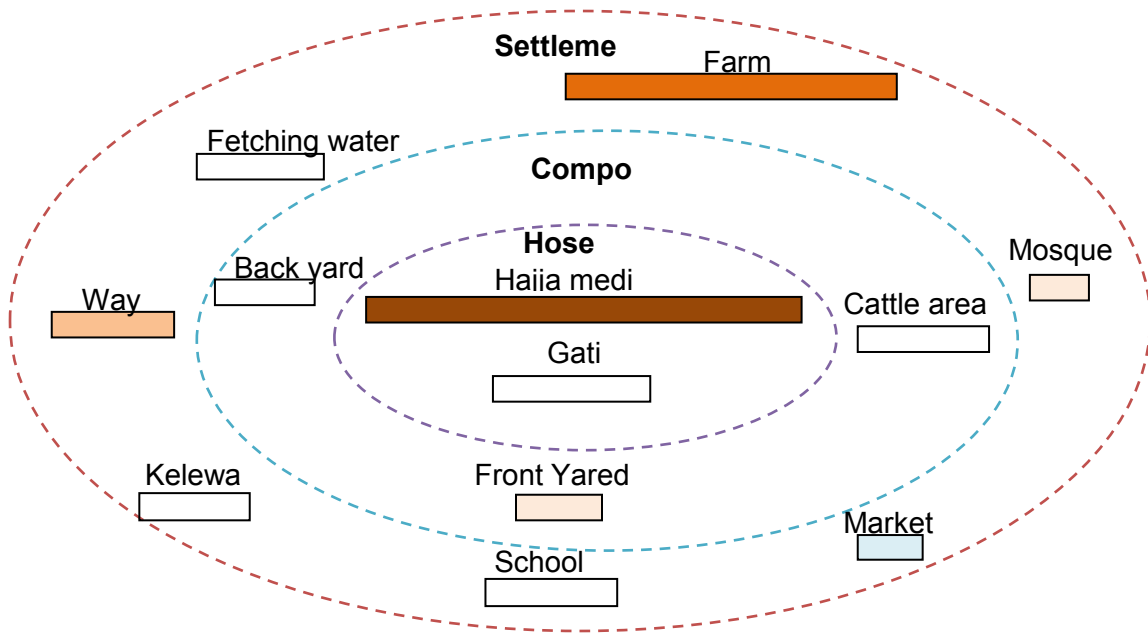 Settleme
Farm
Fetching water
Compo
Hose
Mosque
Back yard
Hajja medi
Way
Cattle area
Gati
Kelewa
Front Yared
Market
School